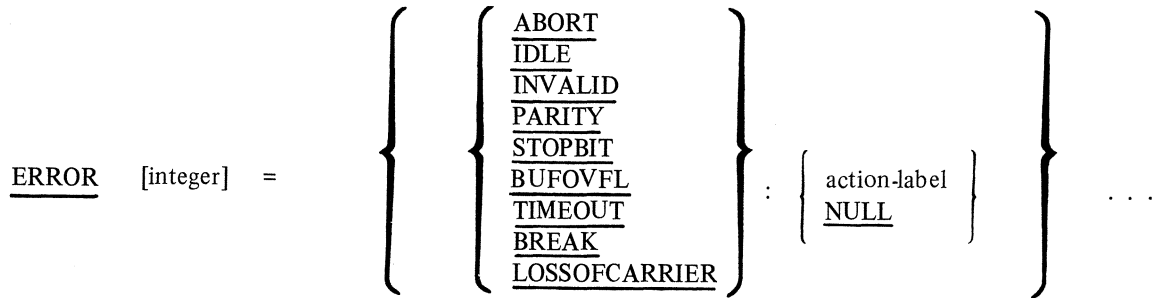 ABORT
IDLE
INVALID
PARITY
STOPBIT
ERROR [integer] = BUFOVFL : action-label . . .
TIMEOUT NULL
BREAK
LOSSOFCARRIER